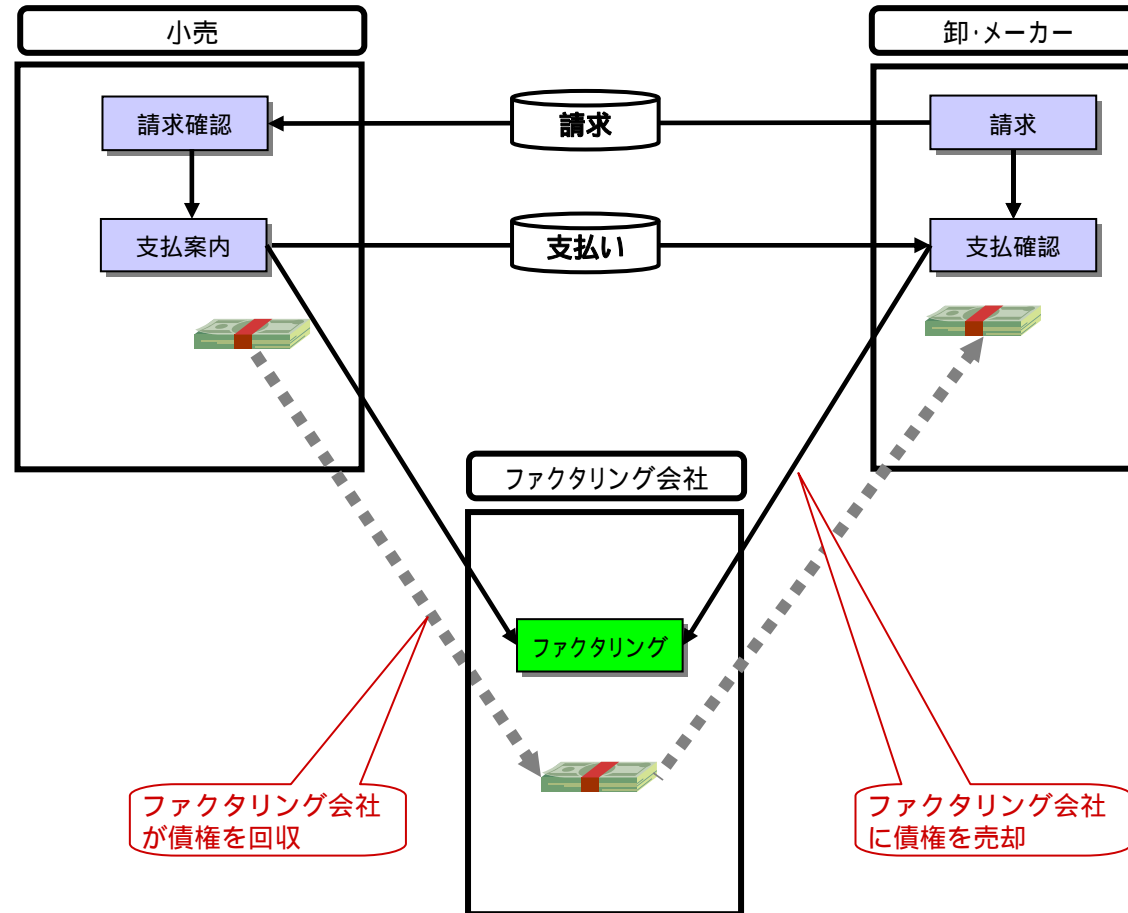 小売
卸・メーカー
請求確認
請求
請求
支払案内
支払い
支払確認
ファクタリング会社
ファクタリング
ファクタリング会社
が債権を回収
ファクタリング会社
に債権を売却